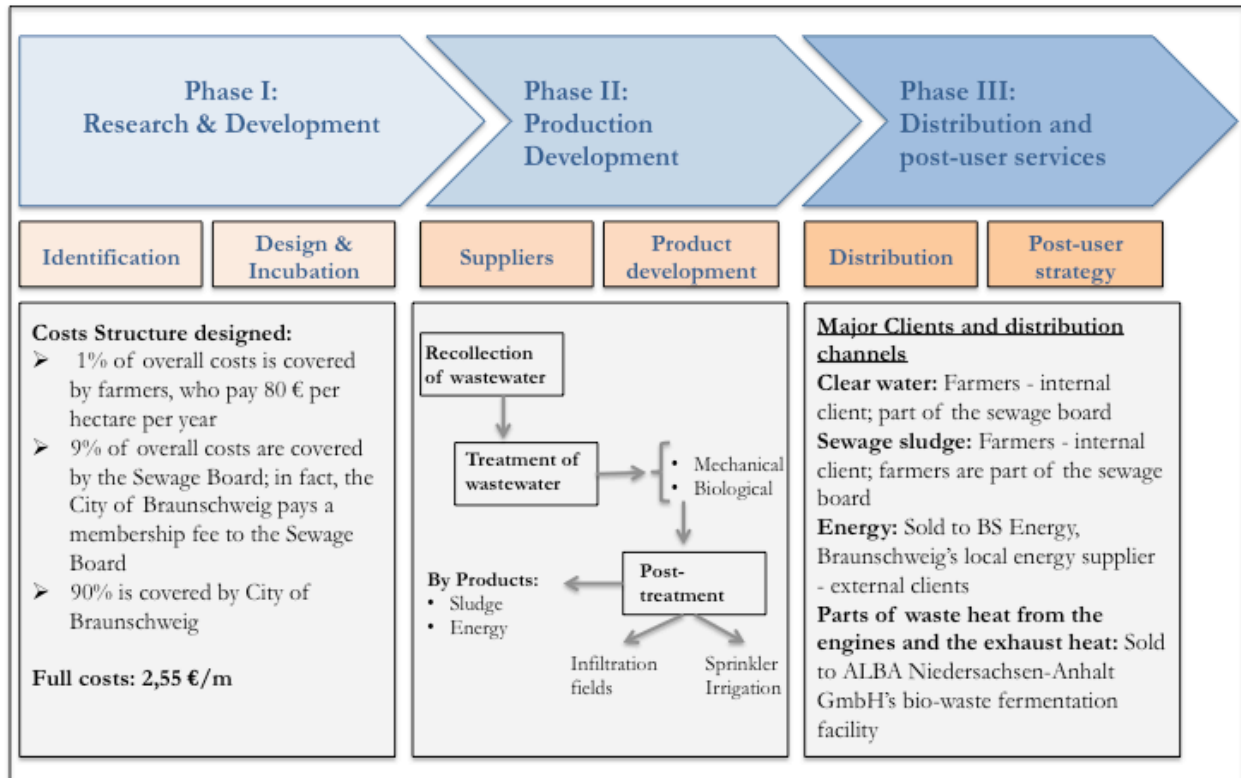 Phase I:
Research & Development
Phase II:
Production
Development
Phase III:
Distribution and
post-user services
Identification
Design &
Incubation
Suppliers
Product
development
Distribution
Post-user
strategy
Costs Structure designed:
➢ 1% of overall costs is covered
by farmers, who pay 80 € per
hectare per year
➢ 9% of overall costs are covered
by the Sewage Board; in fact, the
City of Braunschweig pays a
membership fee to the Sewage
Board
➢ 90% is covered by City of
Braunschweig
Full costs: 2,55 €/m
Recollection
of wastewater
Treatment of
wastewater
• Mechanical
• Biological
Post-
treatment
By Products:
• Sludge
• Energy
Infiltration
fields
Sprinkler
Irrigation
Major Clients and distribution
channels
Clear water: Farmers - internal
client; part of the sewage board
Sewage sludge: Farmers - internal
client; farmers are part of the sewage
board
Energy: Sold to BS Energy,
Braunschweig's local energy supplier
- external clients
Parts of waste heat from the
engines and the exhaust heat: Sold
to ALBA Niedersachsen-Anhalt
GmbH's bio-waste fermentation
facility